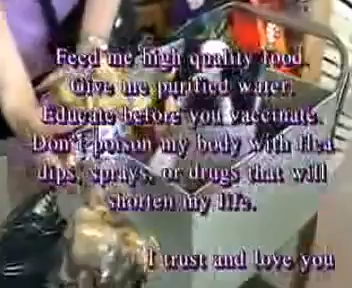 Feed me high quality food.
Give me purified water.
Educate before you vaccinate.
Don't poison my body with flea
dips, sprays, or drugs that will
shorten my life.
I trust and love you